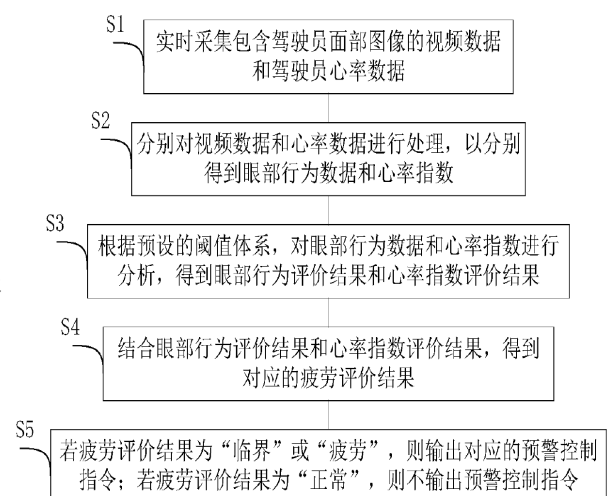 S1
实时采集包含驾驶员面部图像的视频数据
和驾驶员心率数据
S2
分别对视频数据和心率数据进行处理，以分别
得到眼部行为数据和心率指数
S3
根据预设的阈值体系，对眼部行为数据和心率指数进行
分析，得到眼部行为评价结果和心率指数评价结果
S4
结合眼部行为评价结果和心率指数评价结果，得到
对应的疲劳评价结果
S5
若疲劳评价结果为“临界”或“疲劳”，则输出对应的预警控制
指令；若疲劳评价结果为“正常”，则不输出预警控制指令